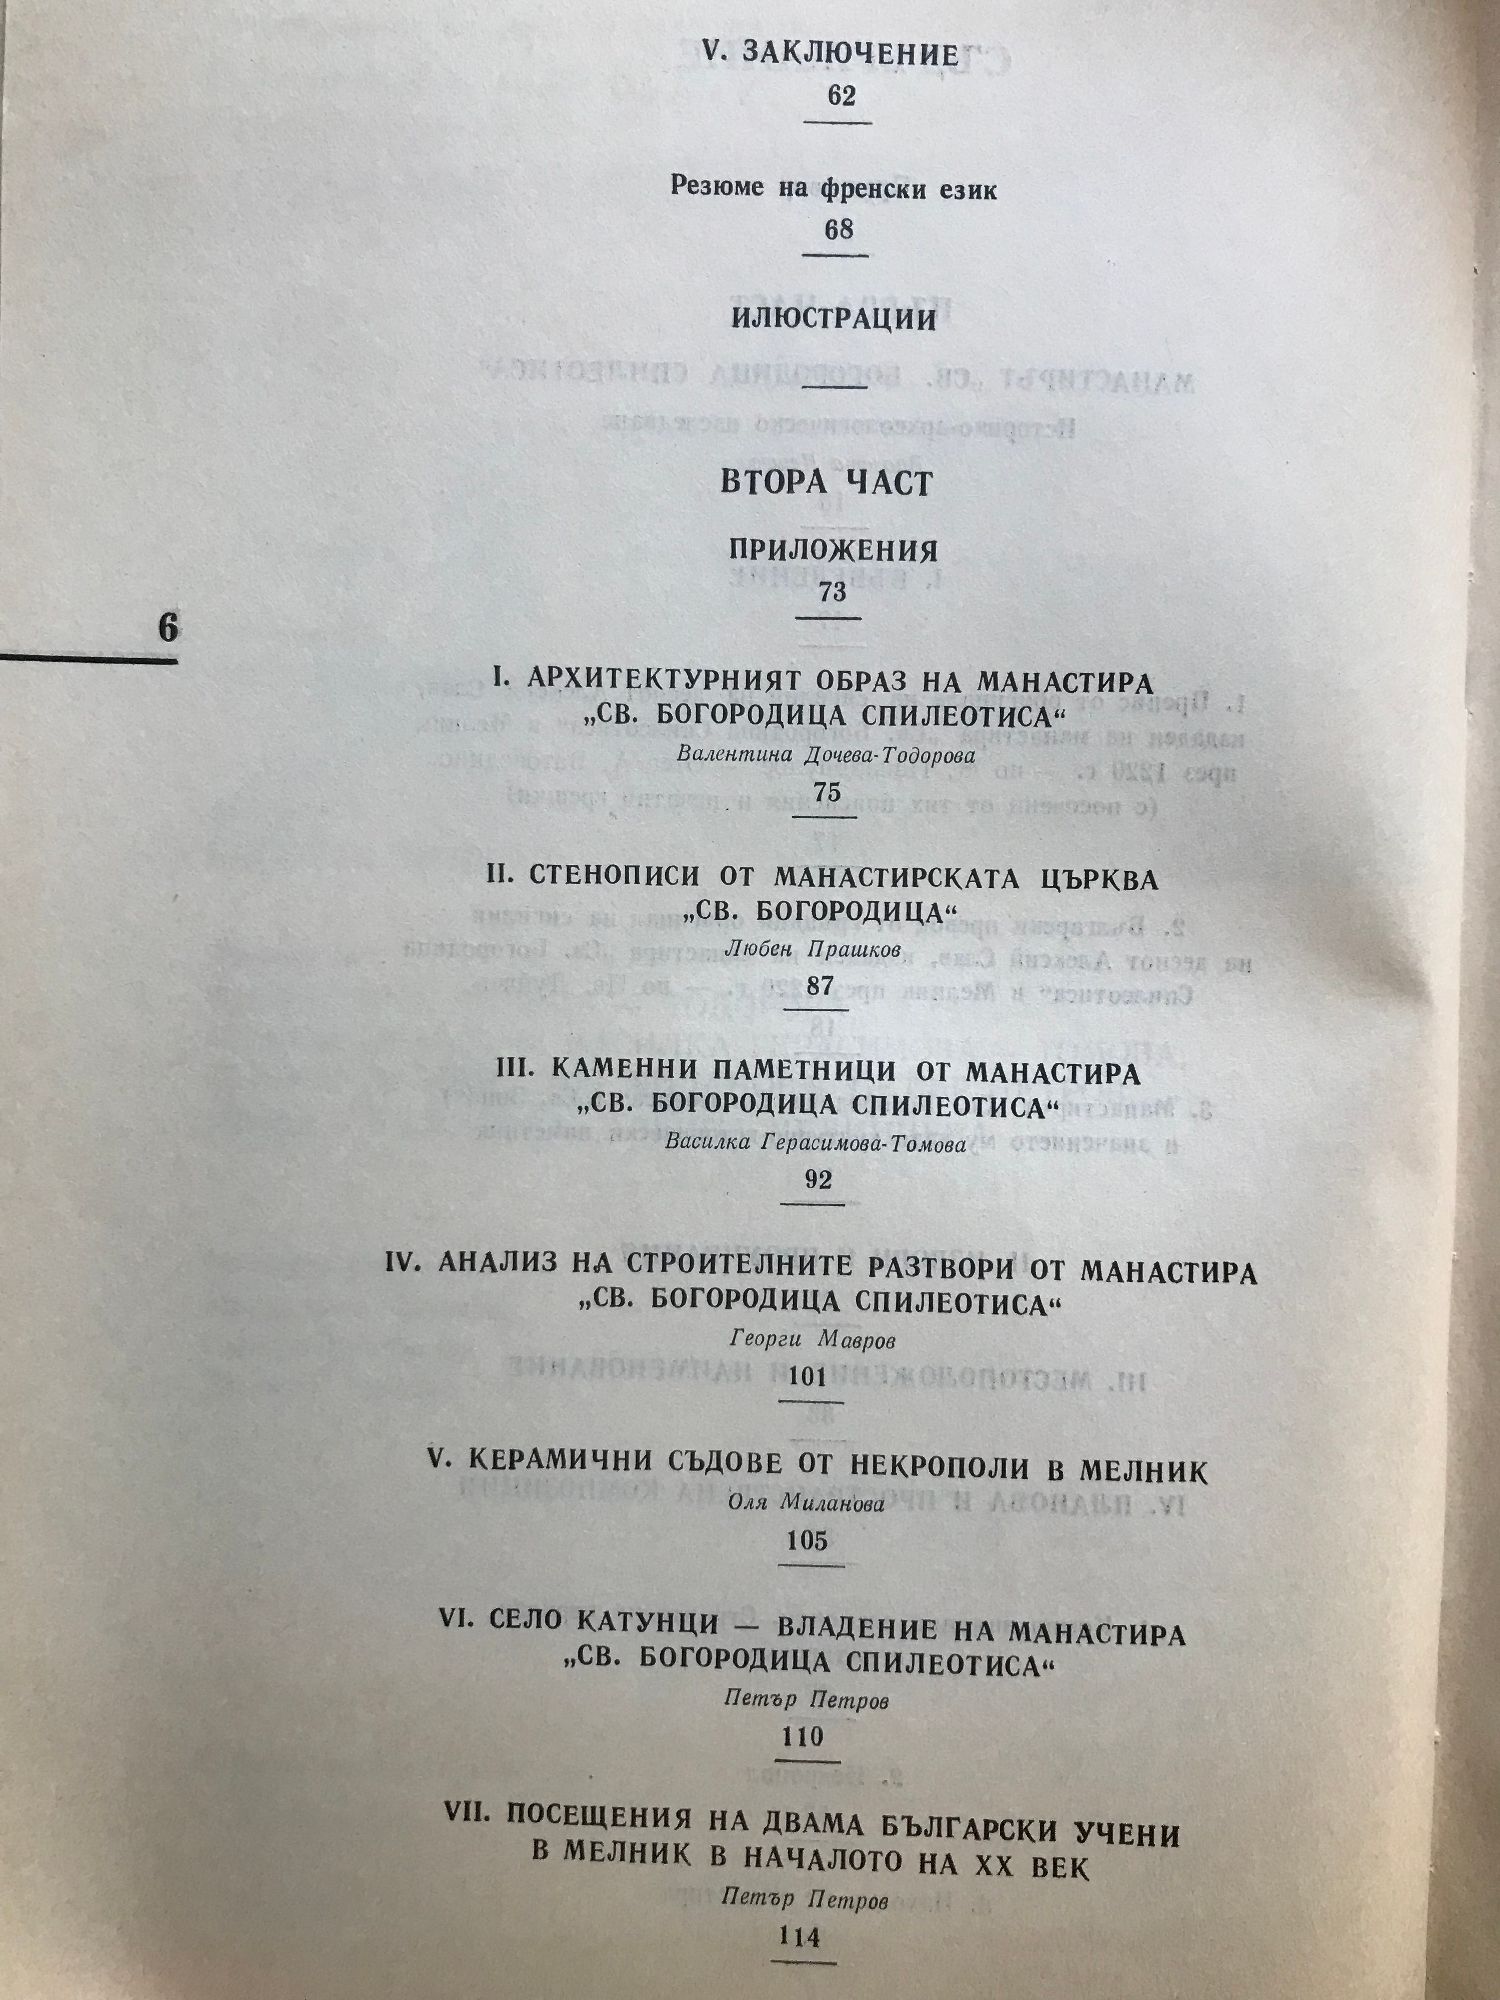 V. ЗАКЛЮЧЕНИЕ
62
Резюме на френски език
68
ИЛЮСТРАЦИИ
ВТОРА ЧАСТ
ПРИЛОЖЕНИЯ
73
6
I. АРХИТЕКТУРНИЯТ ОБРАЗ НА МАНАСТИРА
„СВ. БОГОРОДИЦА СПИЛЕОТИСА“
Валентина Дочева-Тодорова
75
II. СТЕНОПИСИ ОТ МАНАСТИРСКАТА ЦЪРКВА
„СВ. БОГОРОДИЦА“
Любен Прашков
87
III. КАМЕННИ ПАМЕТНИЦИ ОТ МАНАСТИРА
„СВ. БОГОРОДИЦА СПИЛЕОТИСА“
Василка Герасимова-Томова
92
IV. АНАЛИЗ НА СТРОИТЕЛНИТЕ РАЗТВОРИ ОТ МАНАСТИРА
„СВ. БОГОРОДИЦА СПИЛЕОТИСА“
Георги Мавров
101
V. КЕРАМИЧНИ СЪДОВЕ ОТ НЕКРОПОЛИ В МЕЛНИК
Оля Миланова
105
VI. СЕЛО КАТУНЦИ — ВЛАДЕНИЕ НА МАНАСТИРА
„СВ. БОГОРОДИЦА СПИЛЕОТИСА“
Петър Петров
110
VII. ПОСЕЩЕНИЯ НА ДВАМА БЪЛГАРСКИ УЧЕНИ
В МЕЛНИК В НАЧАЛОТО НА XX ВЕК
Петър Петров
114